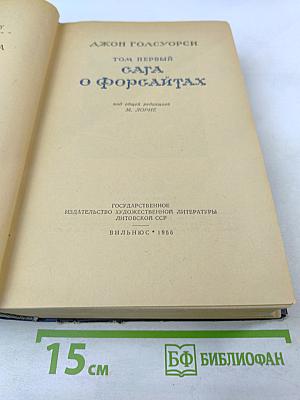 У
А
ДЖОН ГОЛСУОРСИ
ТОМ ПЕРВЫЙ
САГА
О ФОРСАЙТАХ
под общей редакцией
М. ЛОРИЕ
ГОСУДАРСТВЕННОЕ
ИЗДАТЕЛЬСТВО ХУДОЖЕСТВЕННОЙ ЛИТЕРАТУРЫ
ЛИТОВСКОЙ ССР
ВИЛЬНЮС • 1956
15 см
БФ БИБЛИОФАН